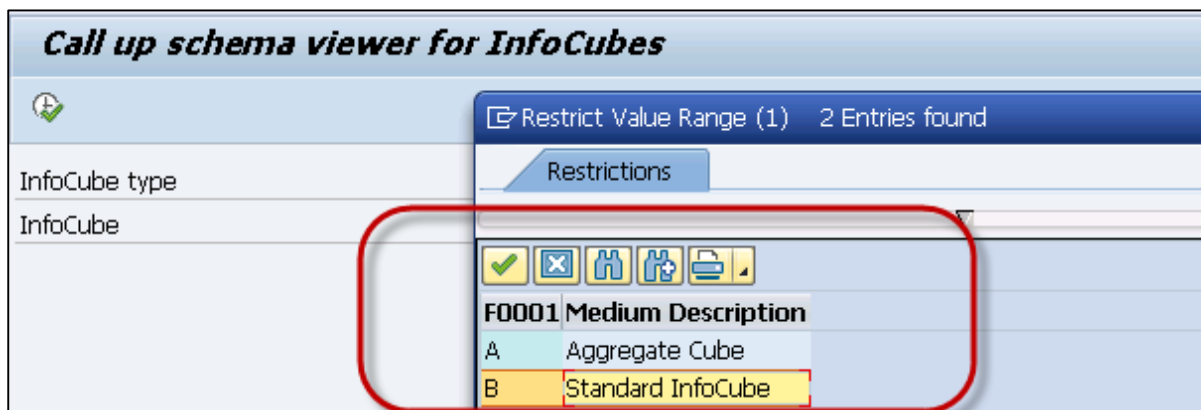 Call up schema viewer for InfoCubes
Restrict Value Range (1) 2 Entries found
Restrictions
InfoCube type
InfoCube
F0001 Medium Description
A Aggregate Cube
B Standard InfoCube